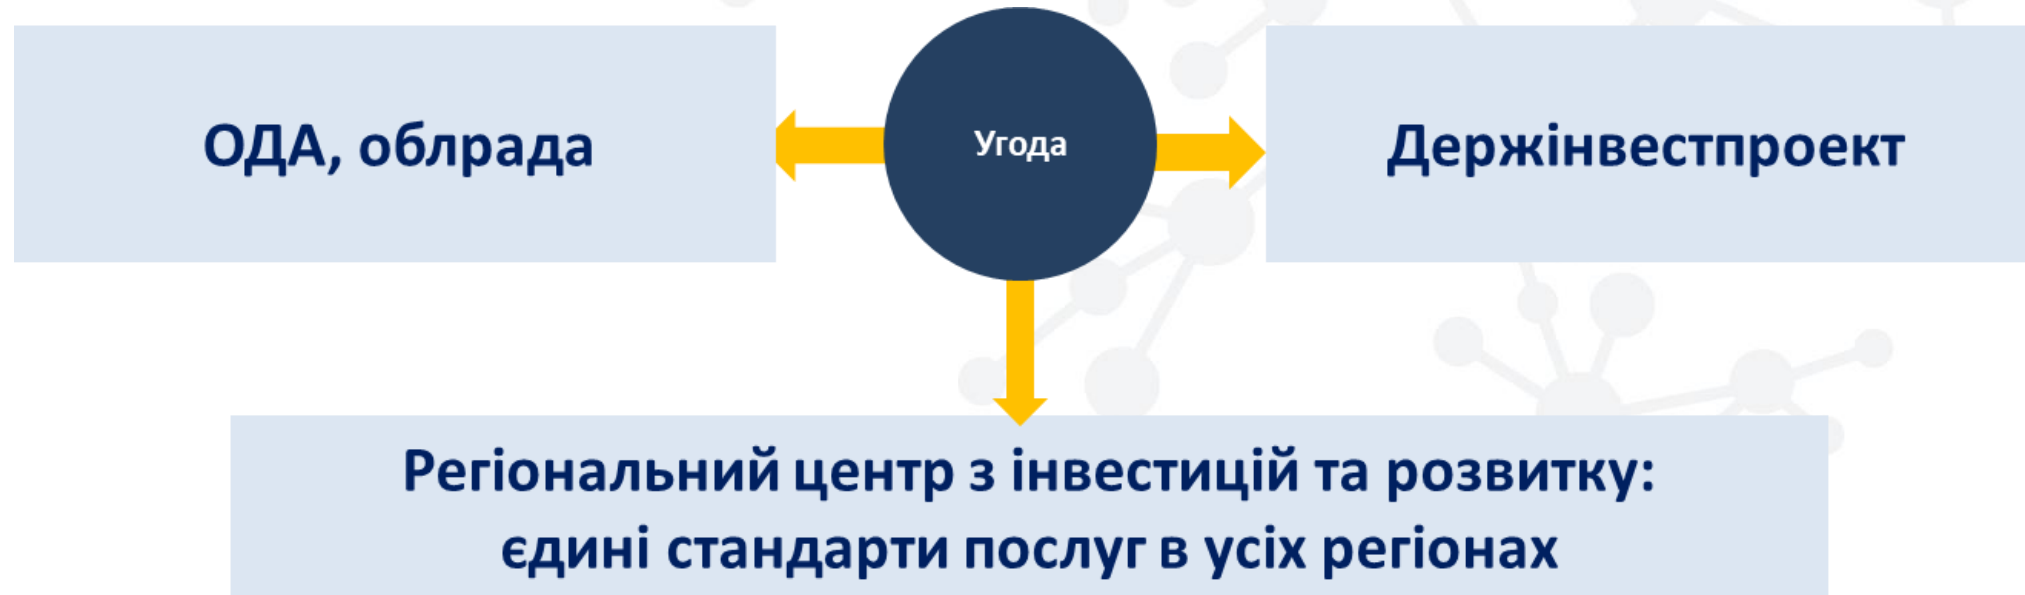 ОДА, облрада
Угода
Держінвестпроект
Регіональний центр з інвестицій та розвитку:
єдині стандарти послуг в усіх регіонах